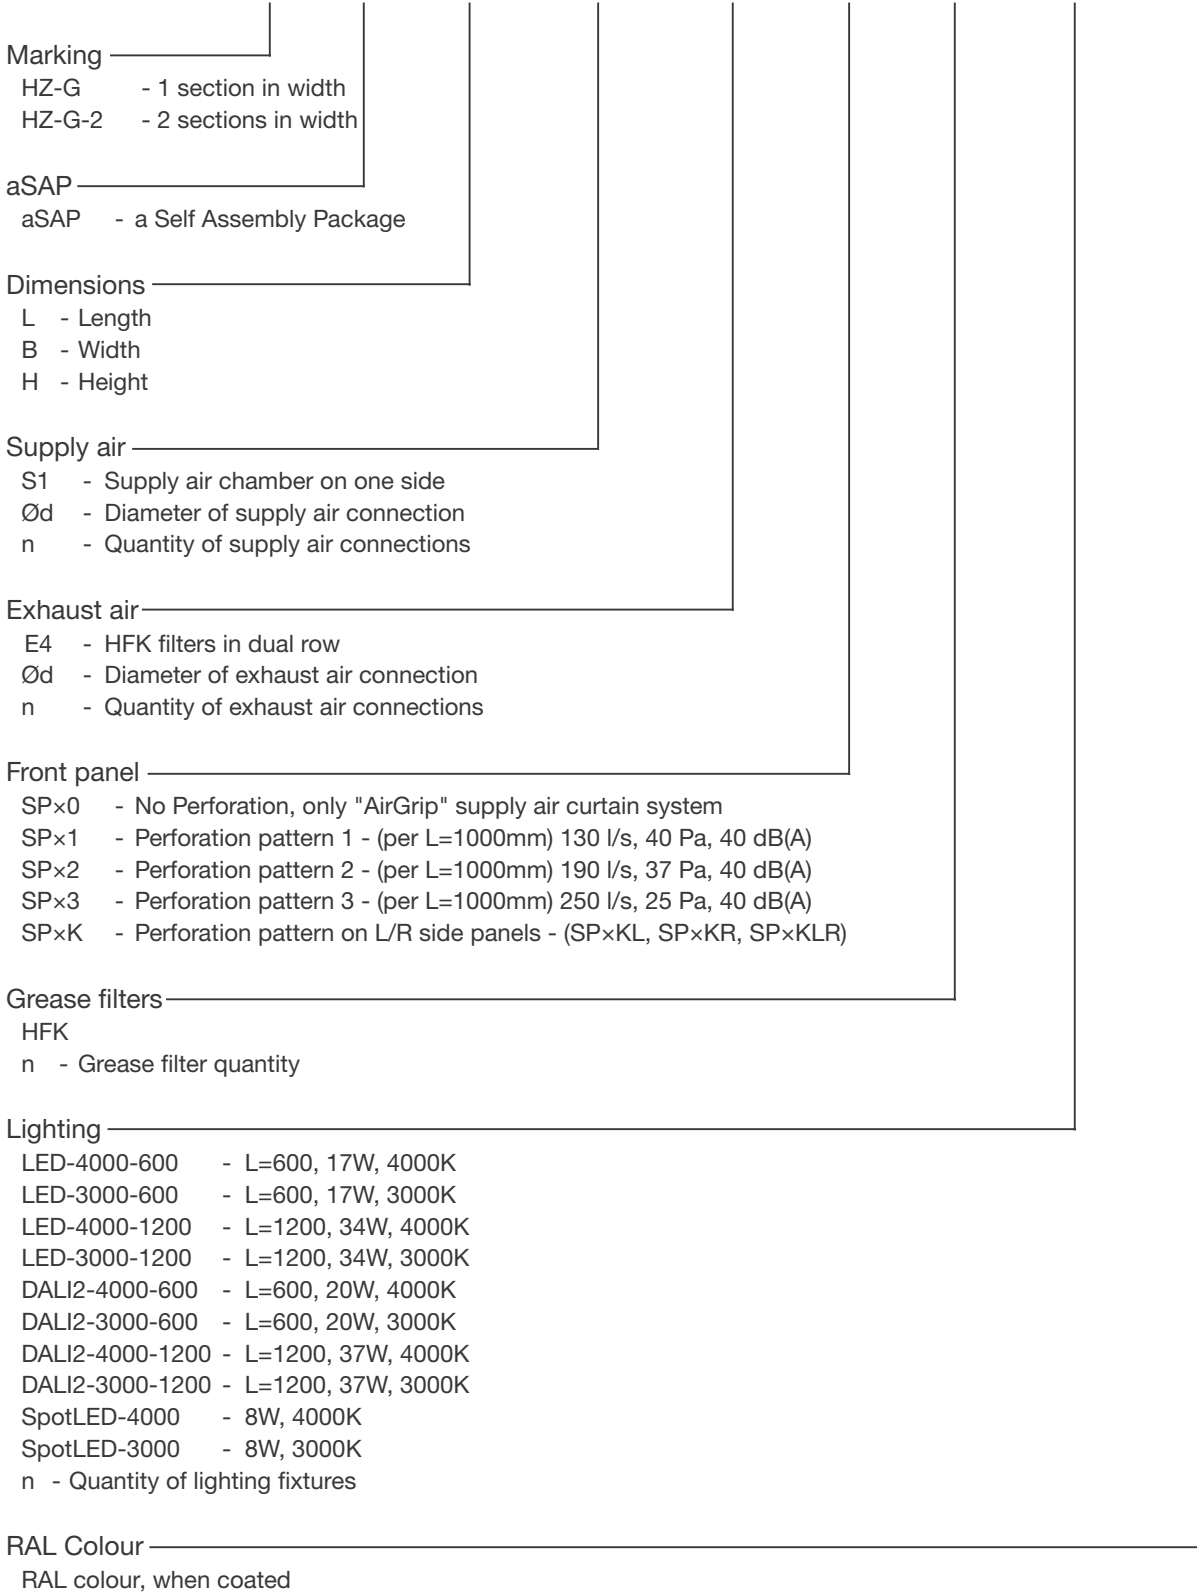 Marking
HZ-G - 1 section in width
HZ-G-2 - 2 sections in width
aSAP
aSAP - a Self Assembly Package
Dimensions
L - Length
B - Width
H - Height
Supply air
S1 - Supply air chamber on one side
Ød - Diameter of supply air connection
n - Quantity of supply air connections
Exhaust air
E4 - HFK filters in dual row
Ød - Diameter of exhaust air connection
n - Quantity of exhaust air connections
Front panel
SP×0 - No Perforation, only "AirGrip" supply air curtain system
SP×1 - Perforation pattern 1 - (per L=1000mm) 130 l/s, 40 Pa, 40 dB(A)
SP×2 - Perforation pattern 2 - (per L=1000mm) 190 l/s, 37 Pa, 40 dB(A)
SP×3 - Perforation pattern 3 - (per L=1000mm) 250 l/s, 25 Pa, 40 dB(A)
SP×K - Perforation pattern on L/R side panels - (SP×KL, SP×KR, SP×KLR)
Grease filters
HFK
n - Grease filter quantity
Lighting
LED-4000-600 - L=600, 17W, 4000K
LED-3000-600 - L=600, 17W, 3000K
LED-4000-1200 - L=1200, 34W, 4000K
LED-3000-1200 - L=1200, 34W, 3000K
DALI2-4000-600 - L=600, 20W, 4000K
DALI2-3000-600 - L=600, 20W, 3000K
DALI2-4000-1200 - L=1200, 37W, 4000K
DALI2-3000-1200 - L=1200, 37W, 3000K
SpotLED-4000 - 8W, 4000K
SpotLED-3000 - 8W, 3000K
n - Quantity of lighting fixtures
RAL Colour
RAL colour, when coated